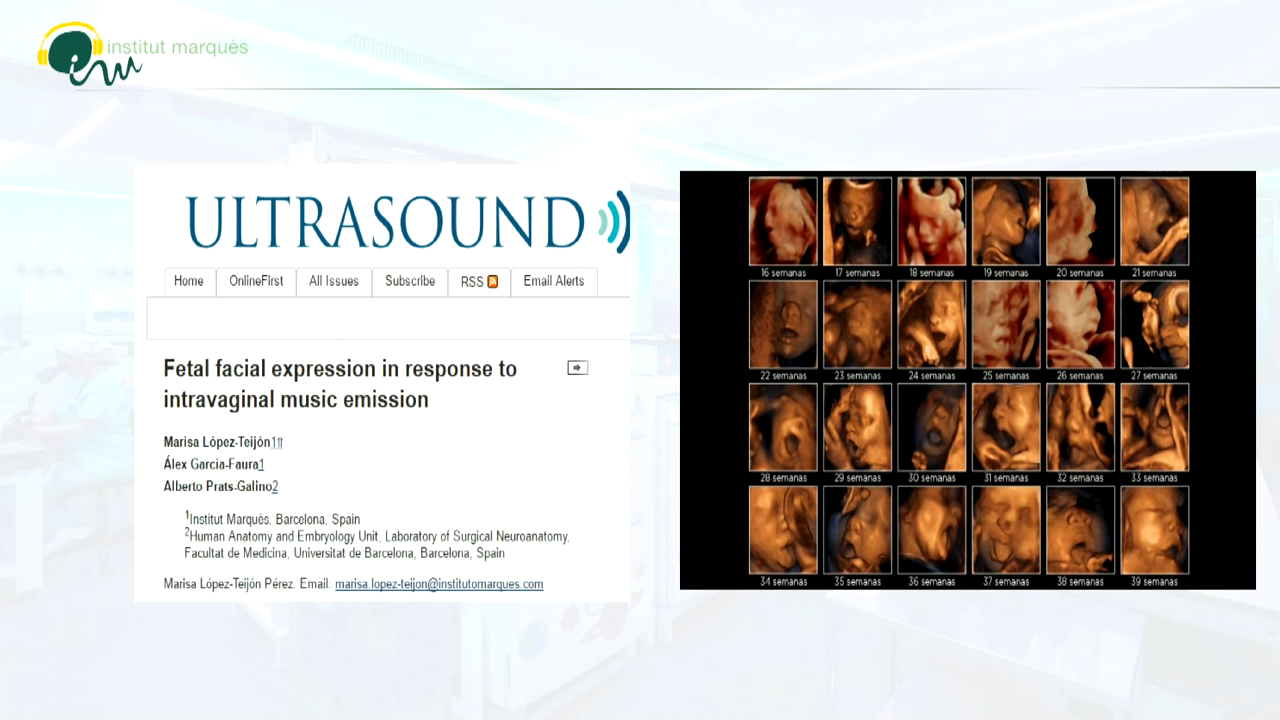 institut marquès
ULTRASOUND
Home OnlineFirst All Issues Subscribe RSS Email Alerts
Fetal facial expression in response to
intravaginal music emission
Marisa López-Teijón1⇑
Álex García-Faura1
Alberto Prats-Galino2
1Institut Marquès, Barcelona, Spain
2Human Anatomy and Embryology Unit, Laboratory of Surgical Neuroanatomy,
Facultat de Medicina, Universitat de Barcelona, Barcelona, Spain
Marisa López-Teijón Pérez. Email. marisa.lopez-teijon@institutomarques.com
16 semanas 17 semanas 18 semanas 19 semanas 20 semanas 21 semanas
22 semanas 23 semanas 24 semanas 25 semanas 26 semanas 27 semanas
28 semanas 29 semanas 30 semanas 31 semanas 32 semanas 33 semanas
34 semanas 35 semanas 36 semanas 37 semanas 38 semanas 39 semanas